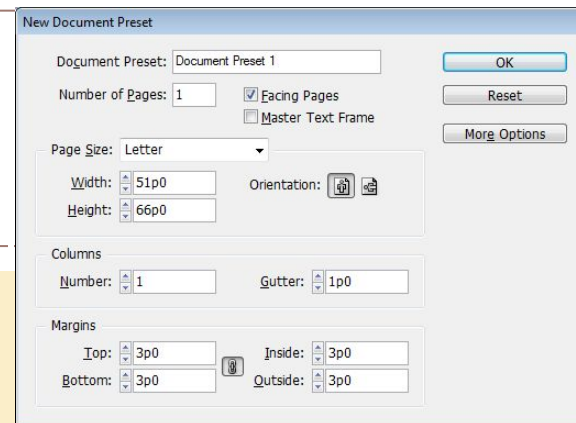 New Document Preset
Document Preset: Document Preset 1
OK
Number of Pages: 1
Facing Pages
Reset
Master Text Frame
More Options
Page Size: Letter
Width: 51p0
Orientation:
Height: 66p0
Columns
Number: 1
Gutter: 1p0
Margins
Top: 3p0
Inside: 3p0
Bottom: 3p0
Outside: 3p0